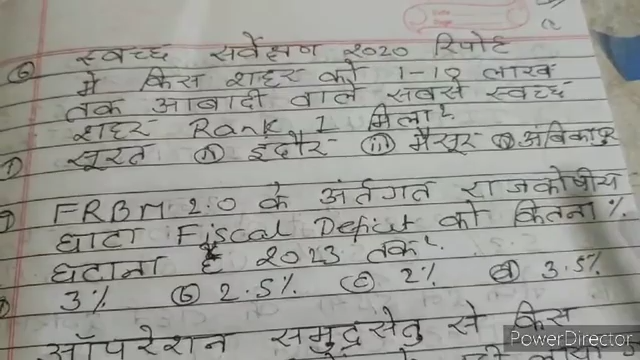 ⑥ स्वच्छ सर्वेक्षण 2020 रिपोर्ट
मे किस शहर को 1-10 लाख
तक आबादी वाले सबसे स्वच्छ
शहर Rank 1 मिला?
सूरत (ii) इंदौर (iii) मैसूर अंबिकापुर
FRBM 2.0 के अंर्तगत राजकोषीय
घाटा Fiscal Deficit को कितना %
घटाना है 2023 तक?
3% (b) 2.5% (c) 2% (d) 3.5%
ऑपरेशन समुद्रसेतु से किस
PowerDirector